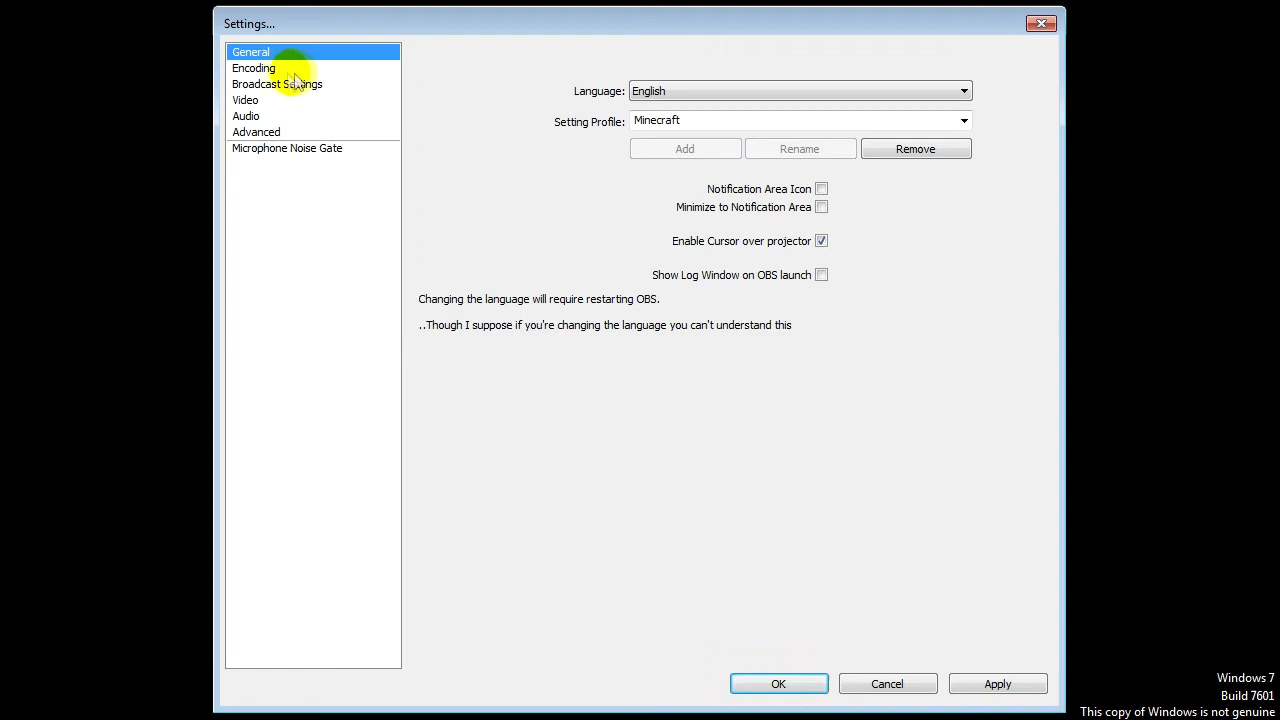 Settings...
General
Encoding
Broadcast Settings
Video
Audio
Advanced
Microphone Noise Gate
Language: English
Setting Profile: Minecraft
Add Rename Remove
Notification Area Icon
Minimize to Notification Area
Enable Cursor over projector
Show Log Window on OBS launch
Changing the language will require restarting OBS.
..Though I suppose if you're changing the language you can't understand this
OK Cancel Apply
Windows 7
Build 7601
This copy of Windows is not genuine